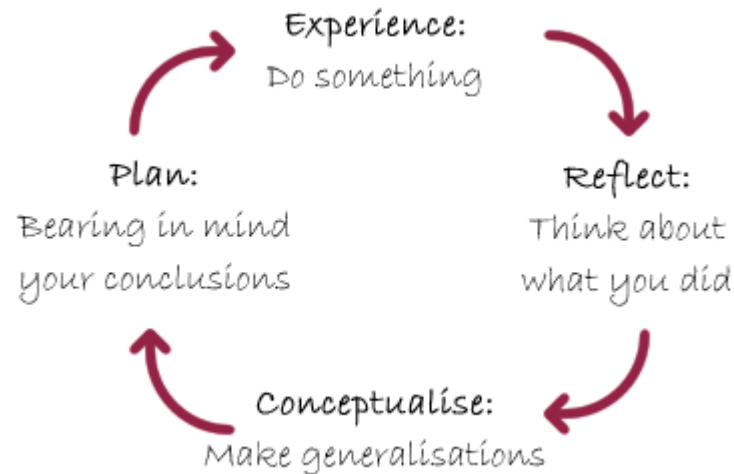 Experience:
Do something
Reflect:
Think about
what you did
Conceptualise:
Make generalisations
Plan:
Bearing in mind
your conclusions